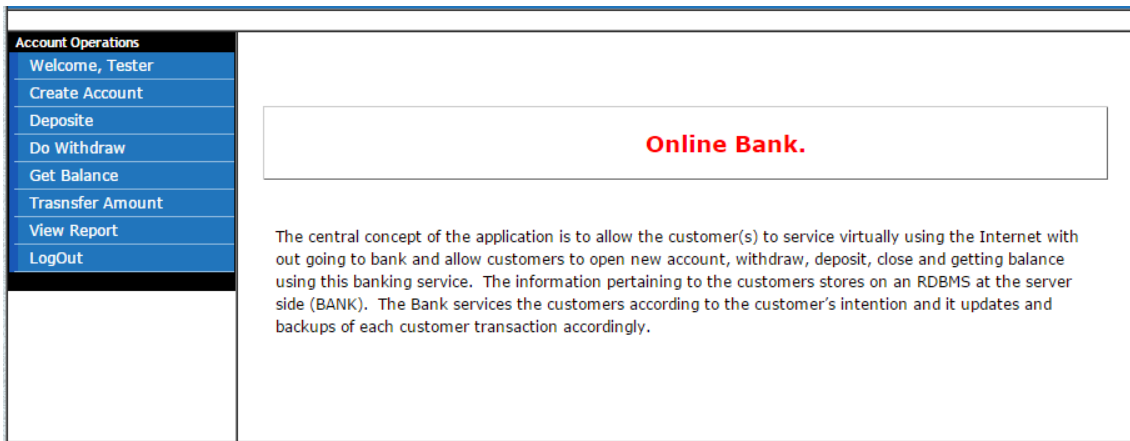 Account Operations
Welcome, Tester
Create Account
Deposite
Do Withdraw
Get Balance
Trasnsfer Amount
View Report
LogOut
Online Bank.
The central concept of the application is to allow the customer(s) to service virtually using the Internet with
out going to bank and allow customers to open new account, withdraw, deposit, close and getting balance
using this banking service.  The information pertaining to the customers stores on an RDBMS at the server
side (BANK).  The Bank services the customers according to the customer’s intention and it updates and
backups of each customer transaction accordingly.